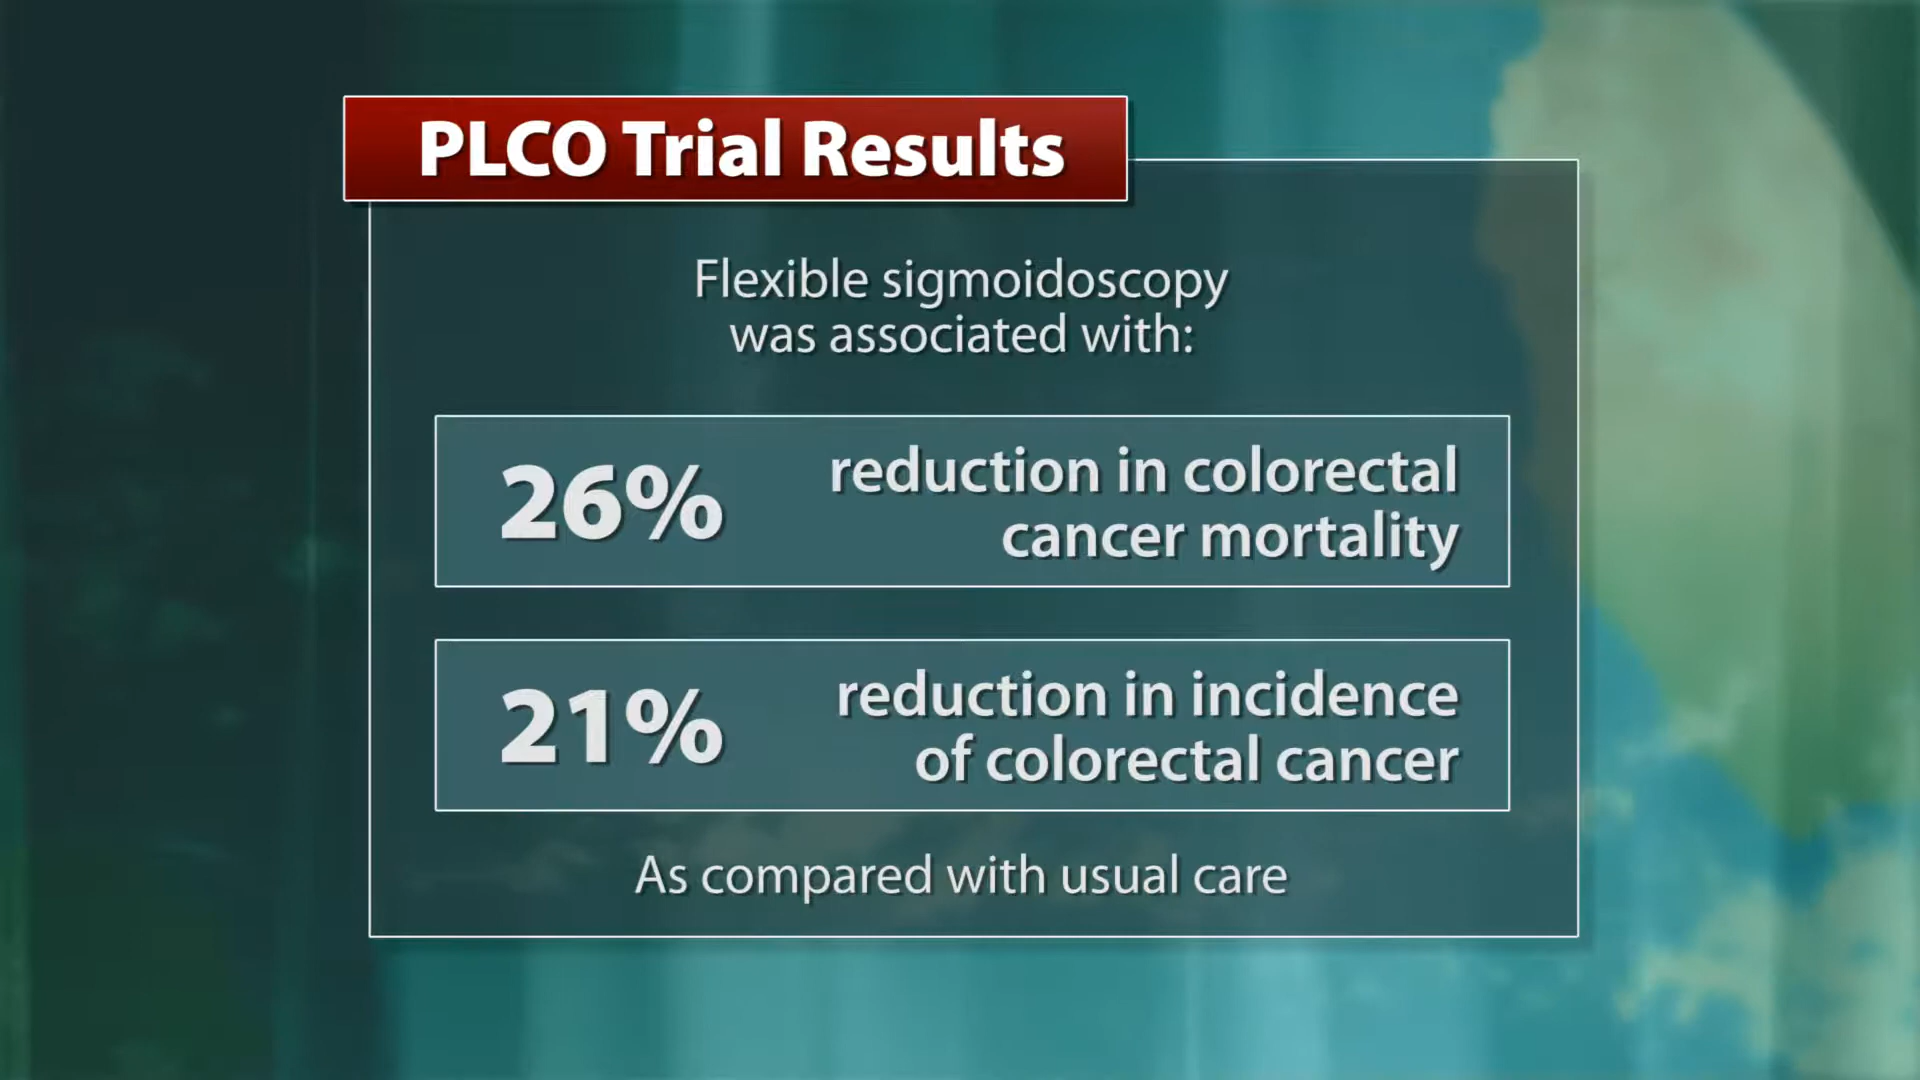 PLCO Trial Results
Flexible sigmoidoscopy
was associated with:
26%
reduction in colorectal
cancer mortality
21%
reduction in incidence
of colorectal cancer
As compared with usual care